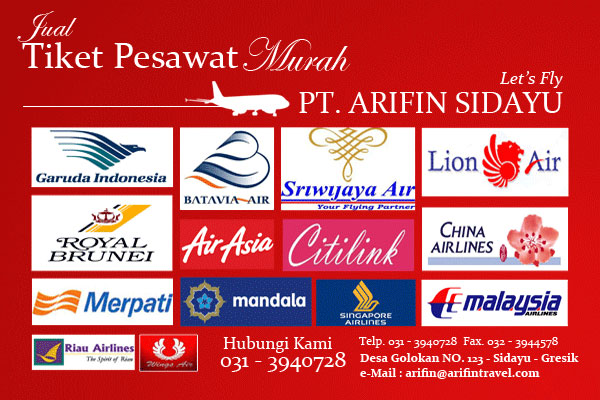 Jual
Tiket Pesawat Murah
Let's Fly
PT. ARIFIN SIDAYU
Garuda Indonesia
BATAVIA AIR
Sriwijaya Air
Your Flying Partner
Lion Air
ROYAL
BRUNEI
AirAsia
Citilink
CHINA
AIRLINES
Merpati
mandala
SINGAPORE
AIRLINES
malaysia
AIRLINES
Riau Airlines
The Spirit of Riau
Wings Air
Hubungi Kami
031 - 3940728
Telp. 031 - 3940728 Fax. 032 - 3944578
Desa Golokan NO. 123 - Sidayu - Gresik
e-Mail : arifin@arifintravel.com